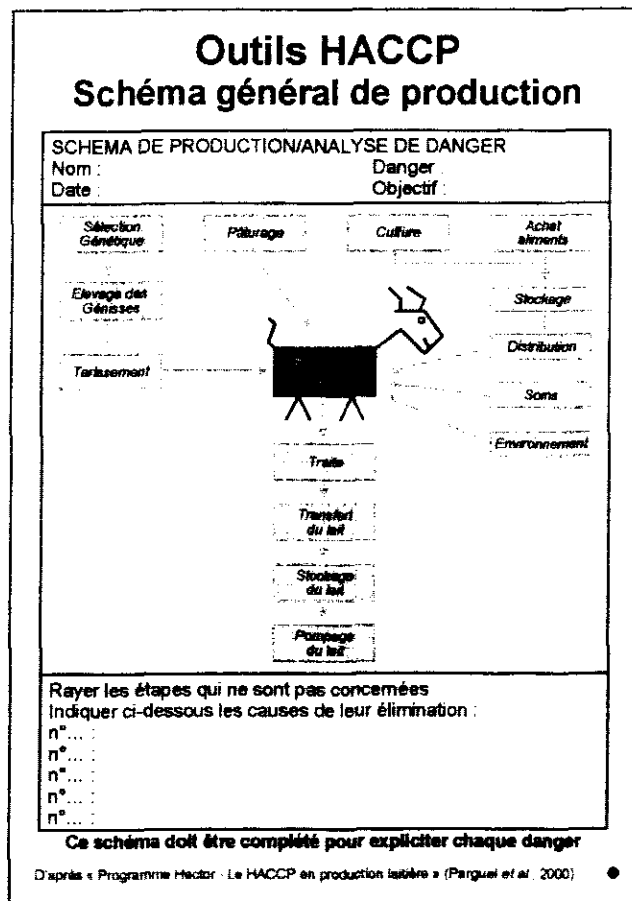 Outils HACCP
Schéma général de production
SCHEMA DE PRODUCTION/ANALYSE DE DANGER
Nom :
Danger :
Date :
Objectif :
Sélection
Génétique
Pâturage
Culture
Achat
aliments
Elevage des
Génisses
Stockage
Distribution
Tarissement
Soins
Environnement
Traite
Transfert
du lait
Stockage
du lait
Pompage
du lait
Rayer les étapes qui ne sont pas concernées
Indiquer ci-dessous les causes de leur élimination :
n°... :
n°... :
n°... :
n°... :
n°... :
Ce schéma doit être complété pour expliciter chaque danger
D'après « Programme Hector - Le HACCP en production laitière » (Parguel et al., 2000)